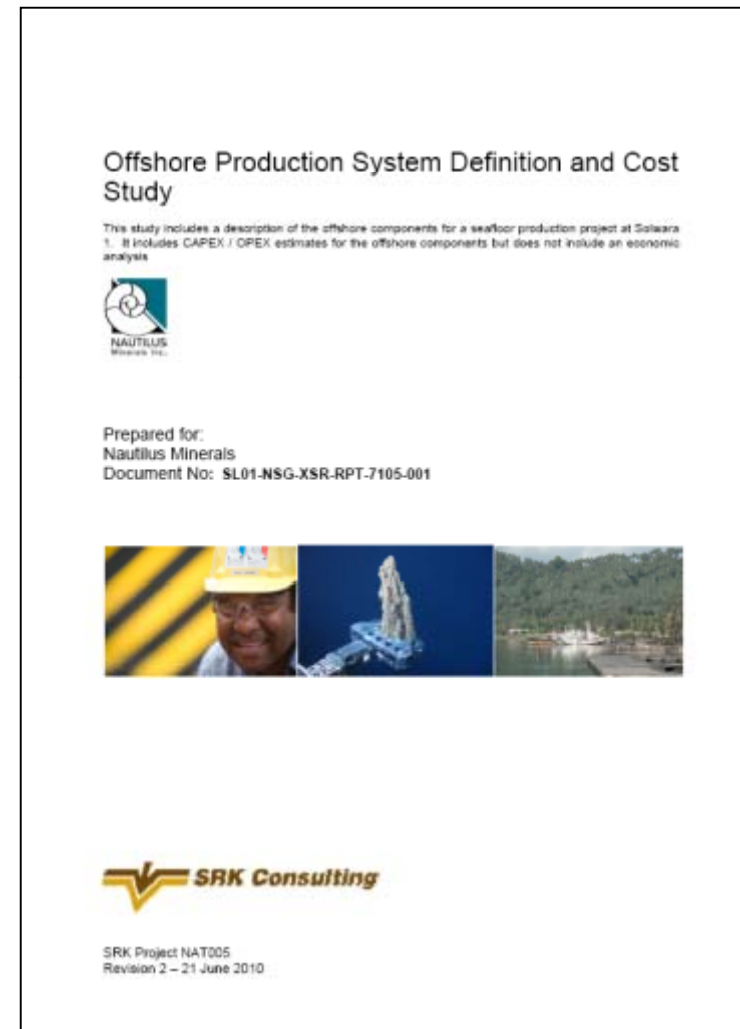 Offshore Production System Definition and Cost
Study
This study includes a description of the offshore components for a seafloor production project at Solwara
1. It includes CAPEX / OPEX estimates for the offshore components but does not include an economic
analysis
NAUTILUS
Minerals Inc.
Prepared for:
Nautilus Minerals
Document No: SL01-NSG-XSR-RPT-7105-001
SRK Consulting
SRK Project NAT005
Revision 2 – 21 June 2010